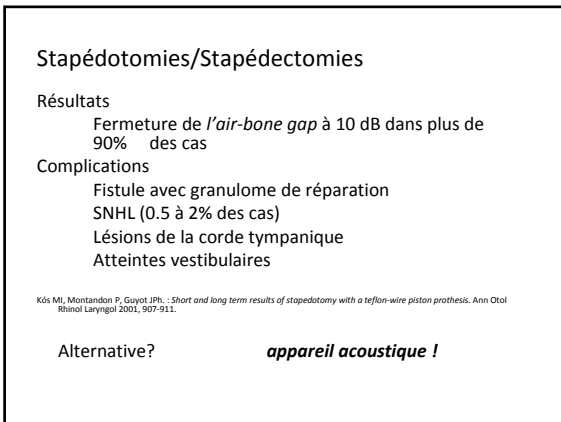 Stapédotomies/Stapédectomies
Résultats
Fermeture de l'air-bone gap à 10 dB dans plus de
90% des cas
Complications
Fistule avec granulome de réparation
SNHL (0.5 à 2% des cas)
Lésions de la corde tympanique
Atteintes vestibulaires
Kós MI, Montandon P, Guyot JPh. : Short and long term results of stapedotomy with a teflon-wire piston prothesis. Ann Otol
Rhinol Laryngol 2001, 907-911.
Alternative? appareil acoustique !